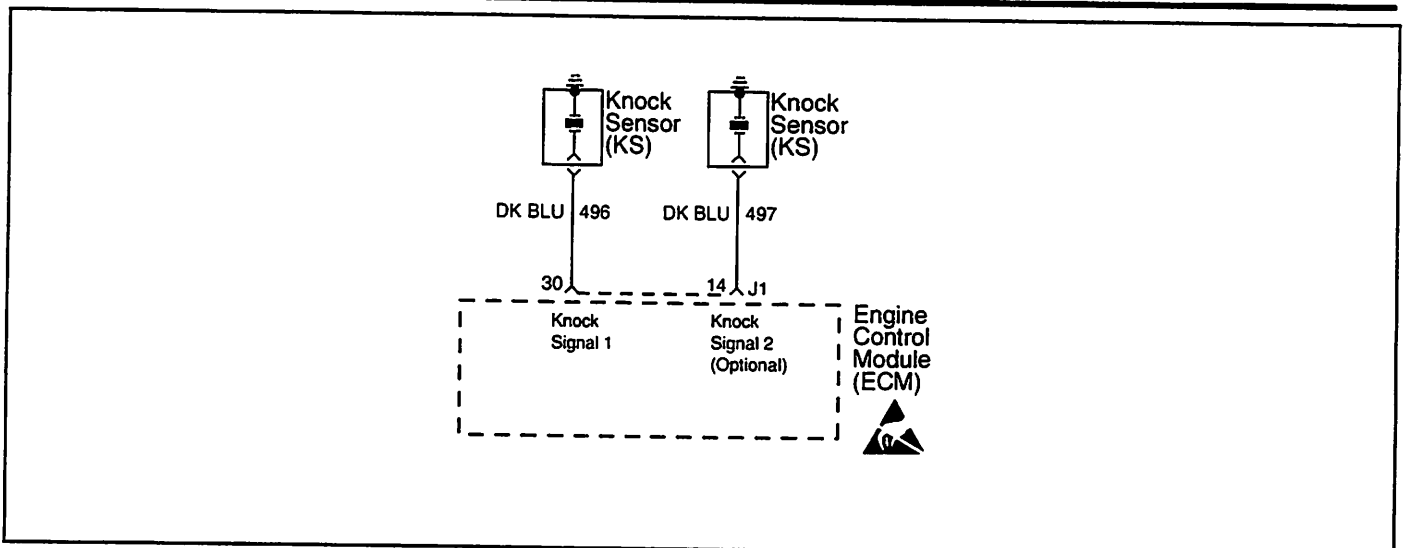 Knock
Sensor
(KS)
Knock
Sensor
(KS)
DK BLU 496
DK BLU 497
30
14 J1
Knock
Signal 1
Knock
Signal 2
(Optional)
Engine
Control
Module
(ECM)